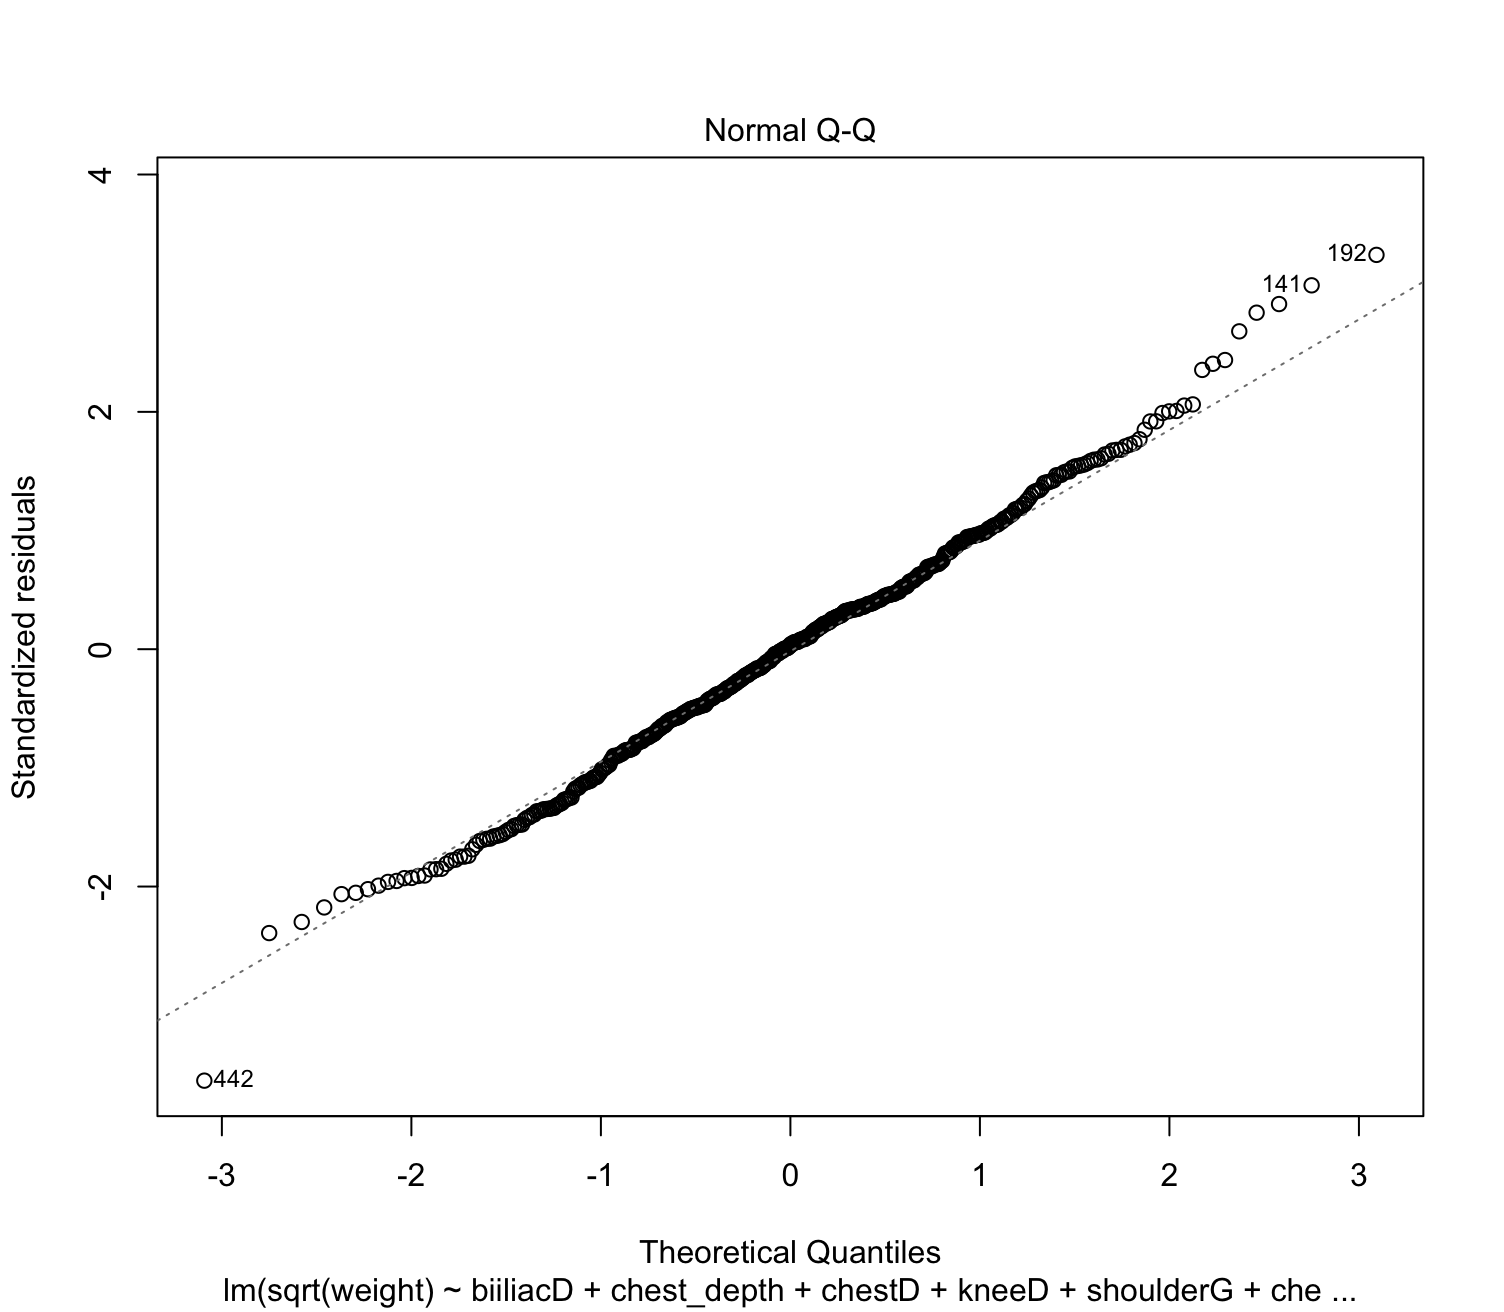 Normal Q-Q
4
2
0
-2
Standardized residuals
192
141
442
-3 -2 -1 0 1 2 3
Theoretical Quantiles
lm(sqrt(weight) ~ biiliacD + chest_depth + chestD + kneeD + shoulderG + che ...